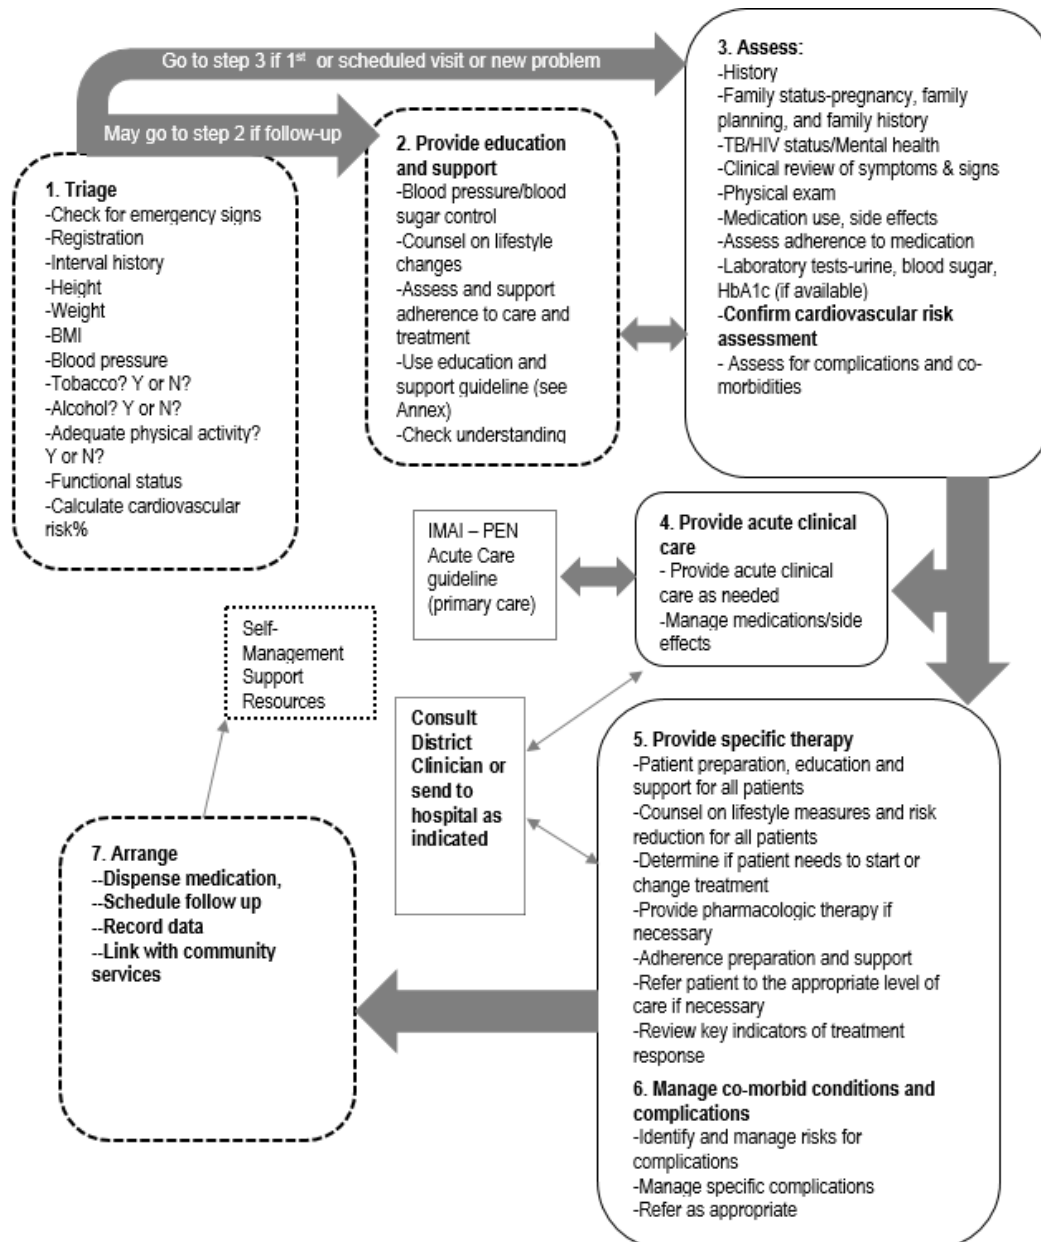 Go to step 3 if 1st or scheduled visit or new problem
May go to step 2 if follow-up
1. Triage
-Check for emergency signs
-Registration
-Interval history
-Height
-Weight
-BMI
-Blood pressure
-Tobacco? Y or N?
-Alcohol? Y or N?
-Adequate physical activity?
Y or N?
-Functional status
-Calculate cardiovascular
risk%
2. Provide education
and support
-Blood pressure/blood
sugar control
-Counsel on lifestyle
changes
-Assess and support
adherence to care and
treatment
-Use education and
support guideline (see
Annex)
-Check understanding
3. Assess:
-History
-Family status-pregnancy, family
planning, and family history
-TB/HIV status/Mental health
-Clinical review of symptoms & signs
-Physical exam
-Medication use, side effects
-Assess adherence to medication
-Laboratory tests-urine, blood sugar,
HbA1c (if available)
-Confirm cardiovascular risk
assessment
- Assess for complications and co-
morbidities
4. Provide acute clinical
care
- Provide acute clinical
care as needed
-Manage medications/side
effects
IMAI – PEN
Acute Care
guideline
(primary care)
Self-
Management
Support
Resources
Consult
District
Clinician or
send to
hospital as
indicated
5. Provide specific therapy
-Patient preparation, education and
support for all patients
-Counsel on lifestyle measures and risk
reduction for all patients
-Determine if patient needs to start or
change treatment
-Provide pharmacologic therapy if
necessary
-Adherence preparation and support
-Refer patient to the appropriate level of
care if necessary
-Review key indicators of treatment
response
6. Manage co-morbid conditions and
complications
-Identify and manage risks for
complications
-Manage specific complications
-Refer as appropriate
7. Arrange
--Dispense medication,
--Schedule follow up
--Record data
--Link with community
services